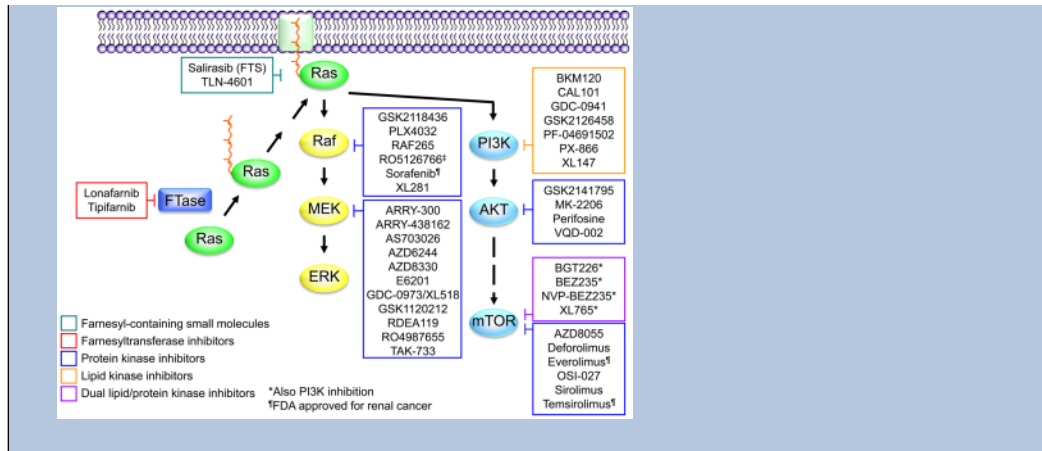 Salirasib (FTS)
TLN-4601
Ras
Ras
Lonafarnib
Tipifarnib
FTase
Ras
Raf
MEK
ERK
GSK2118436
PLX4032
RAF265
RO5126766‡
Sorafenib¶
XL281
ARRY-300
ARRY-438162
AS703026
AZD6244
AZD8330
E6201
GDC-0973/XL518
GSK1120212
RDEA119
RO4987655
TAK-733
PI3K
AKT
mTOR
BKM120
CAL101
GDC-0941
GSK2126458
PF-04691502
PX-866
XL147
GSK2141795
MK-2206
Perifosine
VQD-002
BGT226*
BEZ235*
NVP-BEZ235*
XL765*
AZD8055
Deforolimus
Everolimus¶
OSI-027
Sirolimus
Temsirolimus¶
Farnesyl-containing small molecules
Farnesyltransferase inhibitors
Protein kinase inhibitors
Lipid kinase inhibitors
Dual lipid/protein kinase inhibitors
*Also PI3K inhibition
¶FDA approved for renal cancer